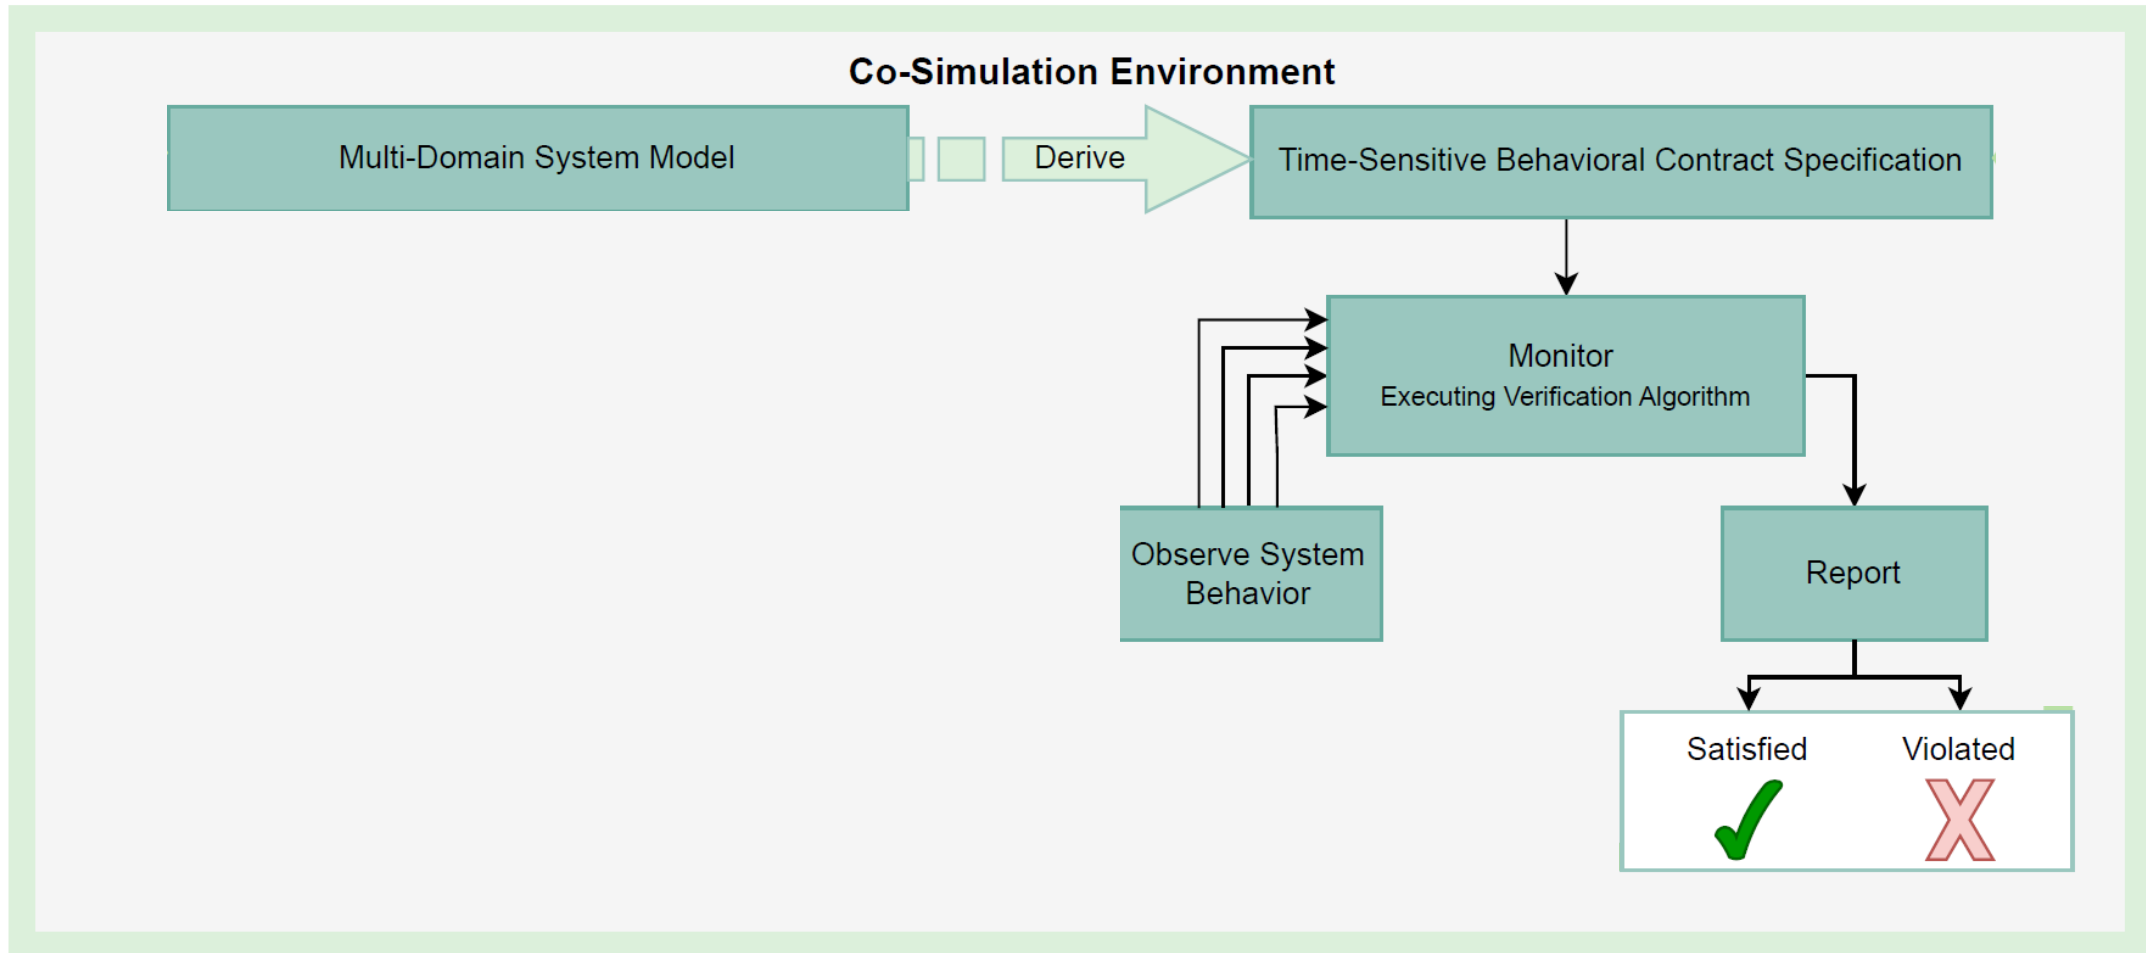 Co-Simulation Environment
Multi-Domain System Model
Derive
Time-Sensitive Behavioral Contract Specification
Monitor
Executing Verification Algorithm
Observe System
Behavior
Report
Satisfied
Violated